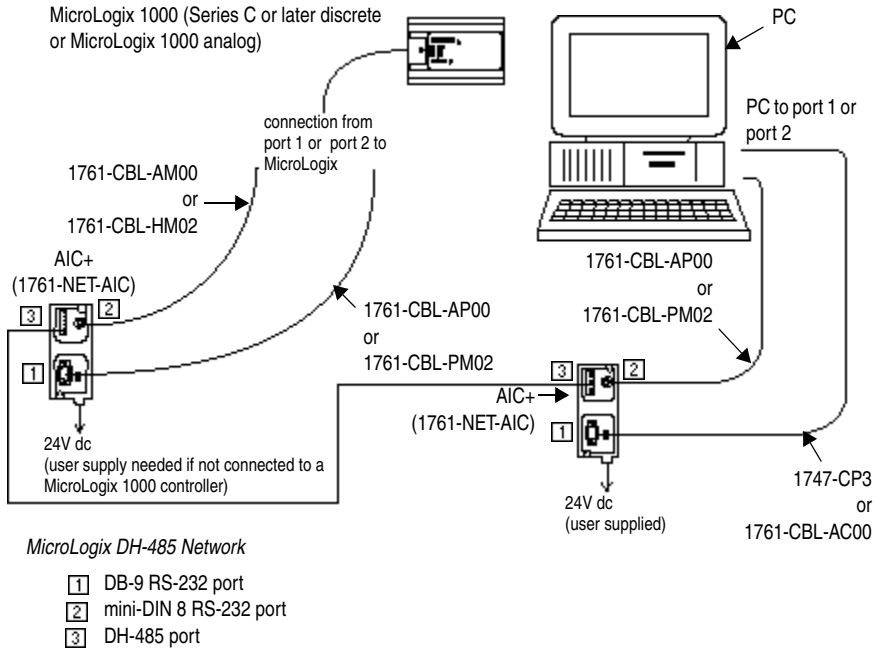 MicroLogix 1000 (Series C or later discrete
or MicroLogix 1000 analog)
PC
PC to port 1 or
port 2
connection from
port 1 or port 2 to
MicroLogix
1761-CBL-AM00
or
1761-CBL-HM02
AIC+
(1761-NET-AIC)
3
2
1
1761-CBL-AP00
or
1761-CBL-PM02
1761-CBL-AP00
or
1761-CBL-PM02
3
2
AIC+
(1761-NET-AIC)
1
24V dc
(user supply needed if not connected to a
MicroLogix 1000 controller)
24V dc
(user supplied)
1747-CP3
or
1761-CBL-AC00
MicroLogix DH-485 Network
1 DB-9 RS-232 port
2 mini-DIN 8 RS-232 port
3 DH-485 port